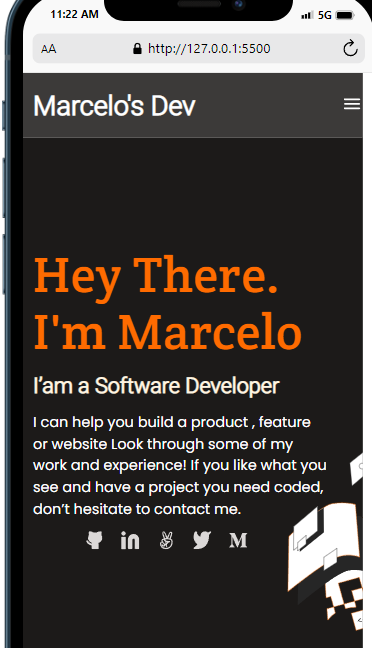 11:22 AM 5G
AA http://127.0.0.1:5500
Marcelo's Dev
Hey There.
I'm Marcelo
I’am a Software Developer
I can help you build a product , feature
or website Look through some of my
work and experience! If you like what you
see and have a project you need coded,
don’t hesitate to contact me.